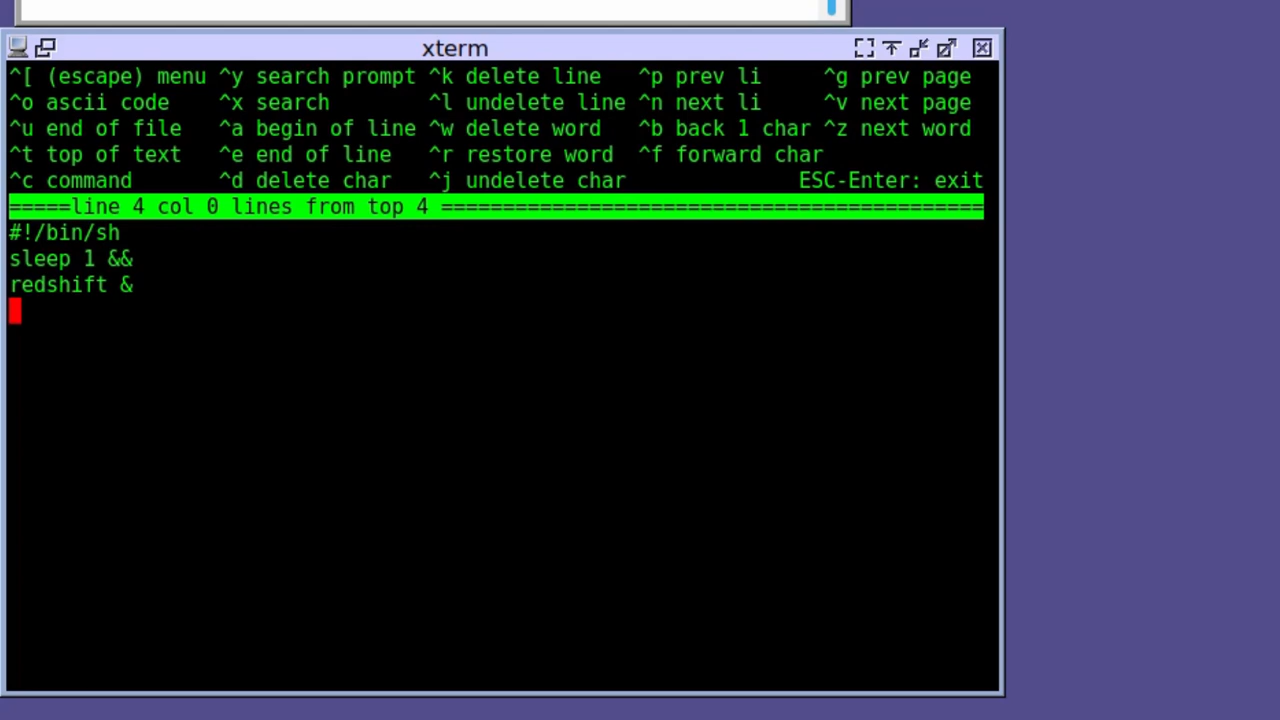 xterm
^[ (escape) menu ^y search prompt ^k delete line ^p prev li ^g prev page
^o ascii code ^x search ^l undelete line ^n next li ^v next page
^u end of file ^a begin of line ^w delete word ^b back 1 char ^z next word
^t top of text ^e end of line ^r restore word ^f forward char
^c command ^d delete char ^j undelete char ESC-Enter: exit
=====line 4 col 0 lines from top 4 ============================================
#!/bin/sh
sleep 1 &&
redshift &